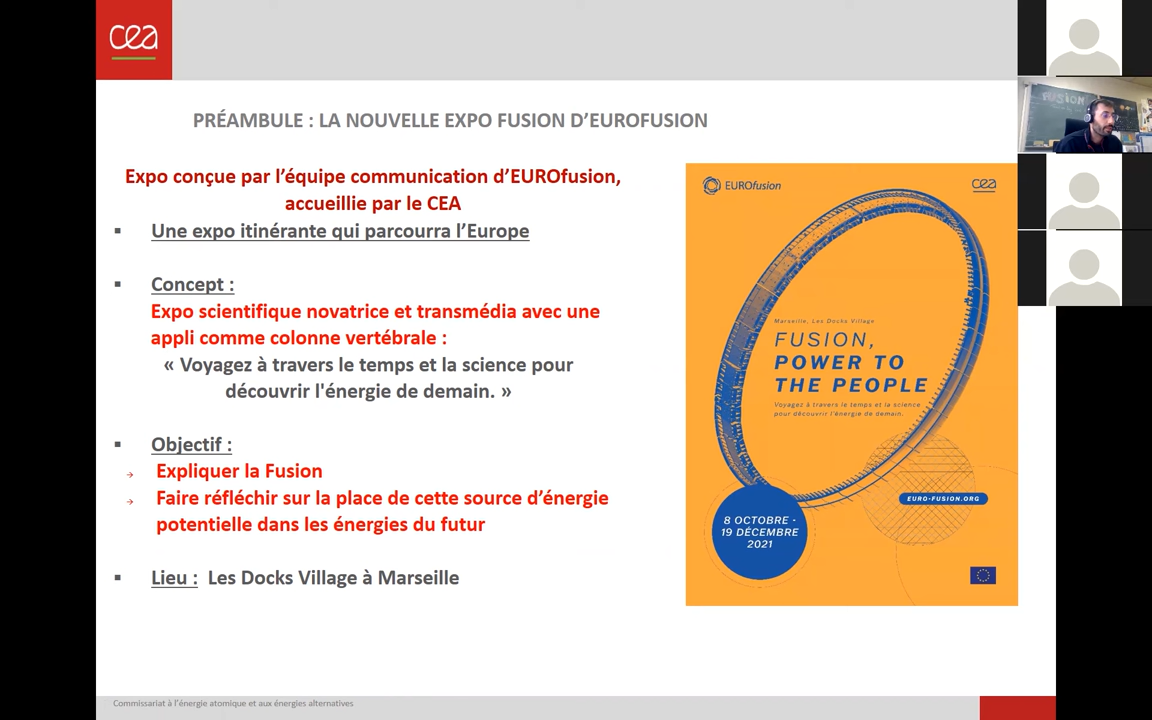 cea
PRÉAMBULE : LA NOUVELLE EXPO FUSION D’EUROFUSION
Expo conçue par l’équipe communication d’EUROfusion,
accueillie par le CEA
▪ Une expo itinérante qui parcourra l’Europe
▪ Concept :
Expo scientifique novatrice et transmédia avec une
appli comme colonne vertébrale :
« Voyagez à travers le temps et la science pour
découvrir l'énergie de demain. »
▪ Objectif :
→ Expliquer la Fusion
→ Faire réfléchir sur la place de cette source d’énergie
potentielle dans les énergies du futur
▪ Lieu : Les Docks Village à Marseille
EUROfusion
cea
Marseille, Les Docks Village
FUSION,
POWER TO
THE PEOPLE
Voyagez à travers le temps et la science
pour découvrir l'énergie de demain.
EURO-FUSION.ORG
8 OCTOBRE -
19 DÉCEMBRE
2021
FUSION
Commissariat à l’énergie atomique et aux énergies alternatives